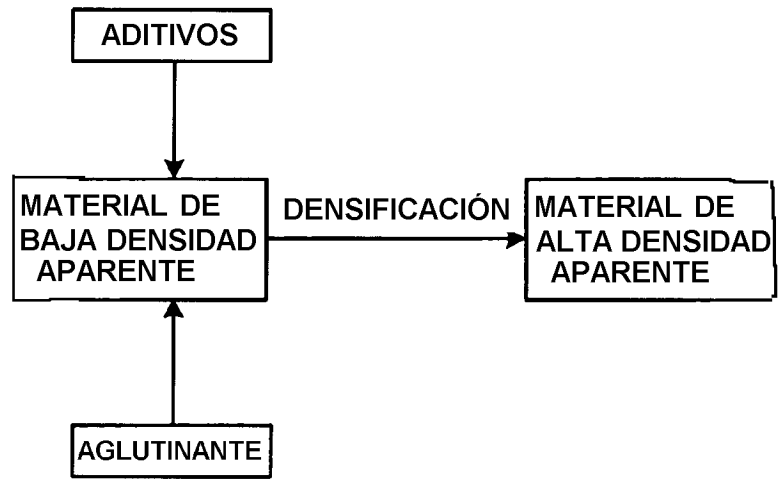 ADITIVOS
MATERIAL DE
BAJA DENSIDAD
APARENTE
DENSIFICACIÓN
MATERIAL DE
ALTA DENSIDAD
APARENTE
AGLUTINANTE